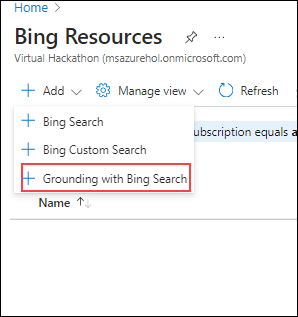 Home >
Bing Resources
Virtual Hackathon (msazurehol.onmicrosoft.com)
+ Add Manage view Refresh
+ Bing Search
ubscription equals a
+ Bing Custom Search
+ Grounding with Bing Search
Name ↑↓